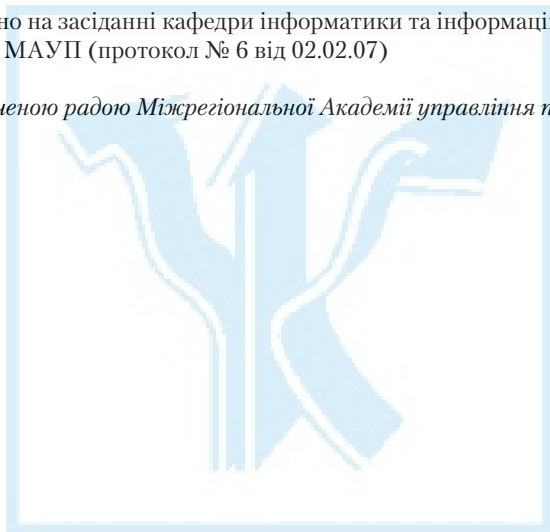 но на засіданні кафедри інформатики та інформаці
МАУП (протокол № 6 від 02.02.07)
ченою радою Міжрегіональної Академії управління п